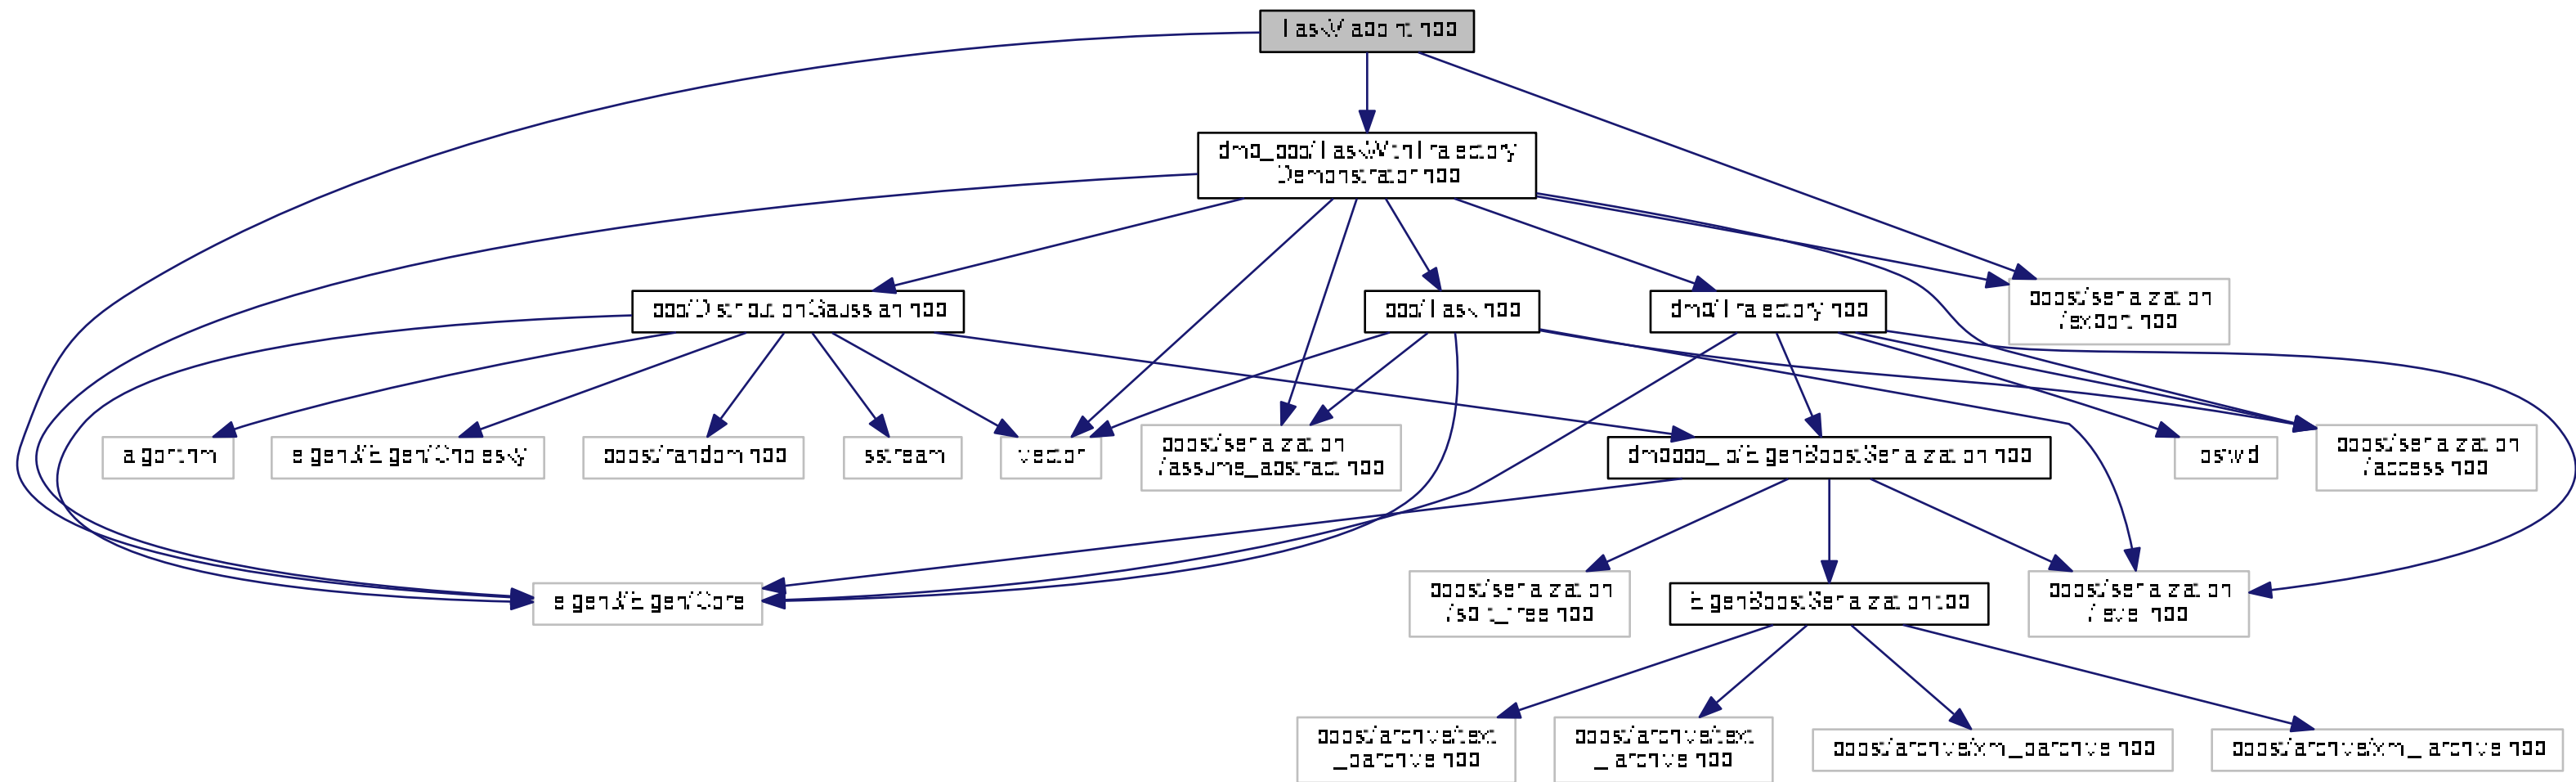 TaskViapoint.hpp
dmp_bbo/TaskWithTrajectory
Demonstrator.hpp
boost/serialization
/export.hpp
bbo/DistributionGaussian.hpp
bbo/Task.hpp
dmp/Trajectory.hpp
algorithm
eigen3/Eigen/Cholesky
boost/random.hpp
sstream
vector
boost/serialization
/assume_abstract.hpp
dmpbbo_io/EigenBoostSerialization.hpp
iostream
boost/serialization
/access.hpp
eigen3/Eigen/Core
boost/serialization
/split_free.hpp
EigenBoostSerialization.tpp
boost/serialization
/level.hpp
boost/archive/text
_oarchive.hpp
boost/archive/text
_iarchive.hpp
boost/archive/xml_oarchive.hpp
boost/archive/xml_iarchive.hpp